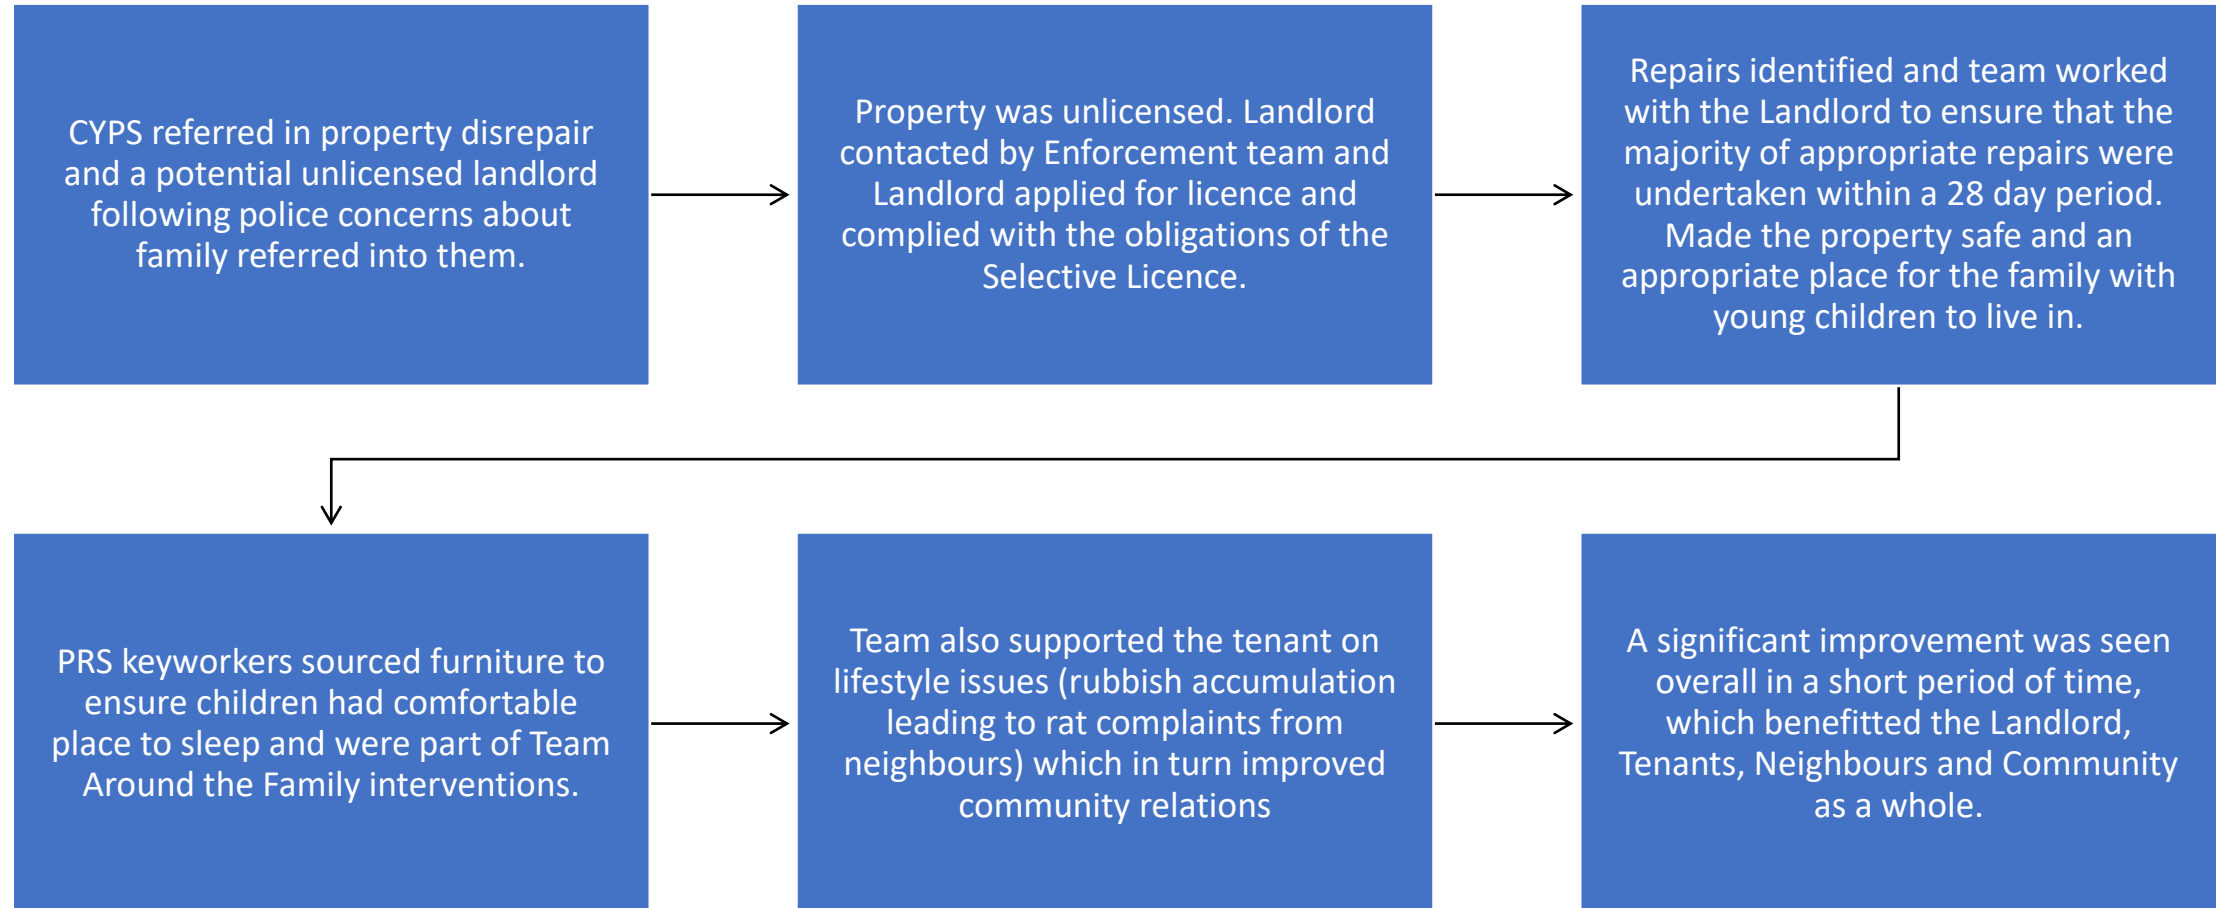 CYPS referred in property disrepair
and a potential unlicensed landlord
following police concerns about
family referred into them.
Property was unlicensed. Landlord
contacted by Enforcement team and
Landlord applied for licence and
complied with the obligations of the
Selective Licence.
Repairs identified and team worked
with the Landlord to ensure that the
majority of appropriate repairs were
undertaken within a 28 day period.
Made the property safe and an
appropriate place for the family with
young children to live in.
PRS keyworkers sourced furniture to
ensure children had comfortable
place to sleep and were part of Team
Around the Family interventions.
Team also supported the tenant on
lifestyle issues (rubbish accumulation
leading to rat complaints from
neighbours) which in turn improved
community relations
A significant improvement was seen
overall in a short period of time,
which benefitted the Landlord,
Tenants, Neighbours and Community
as a whole.